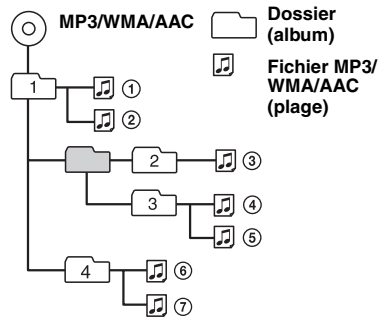 MP3/WMA/AAC
Dossier
(album)
Fichier MP3/
WMA/AAC
(plage)
1
①
②
2
③
3
④
⑤
4
⑥
⑦